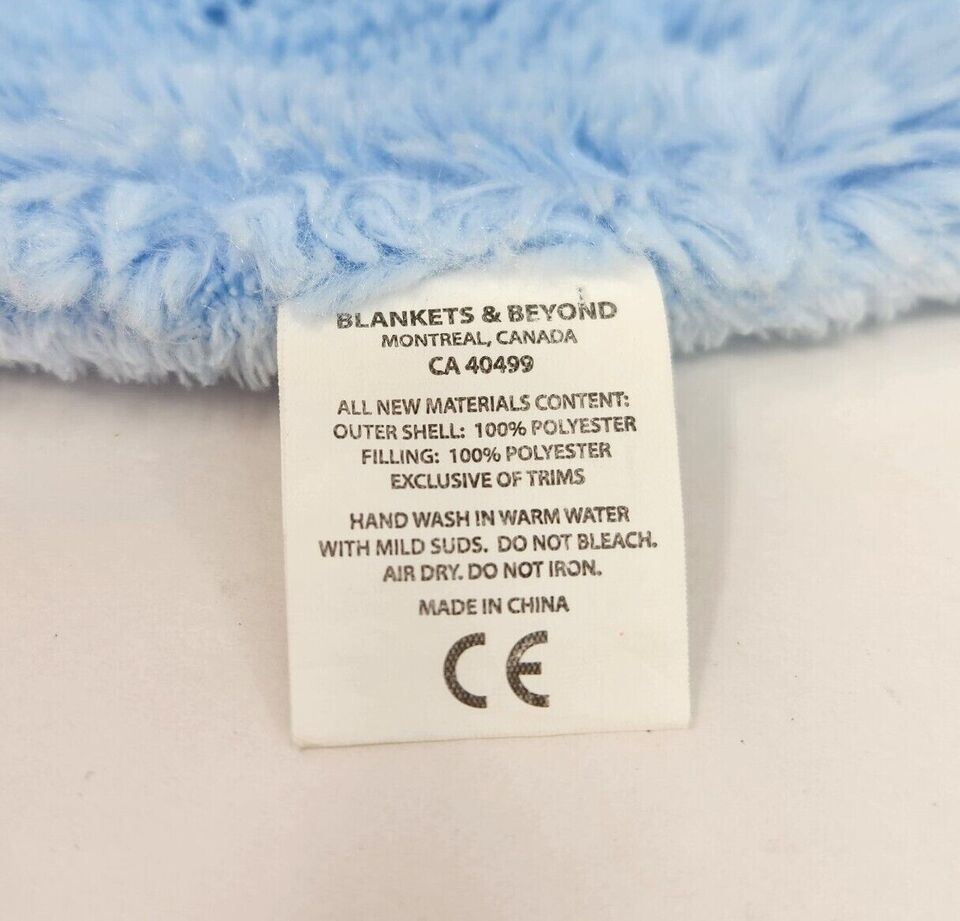 BLANKETS & BEYOND
MONTREAL, CANADA
CA 40499
ALL NEW MATERIALS CONTENT:
OUTER SHELL: 100% POLYESTER
FILLING: 100% POLYESTER
EXCLUSIVE OF TRIMS
HAND WASH IN WARM WATER
WITH MILD SUDS. DO NOT BLEACH.
AIR DRY. DO NOT IRON.
MADE IN CHINA
CE